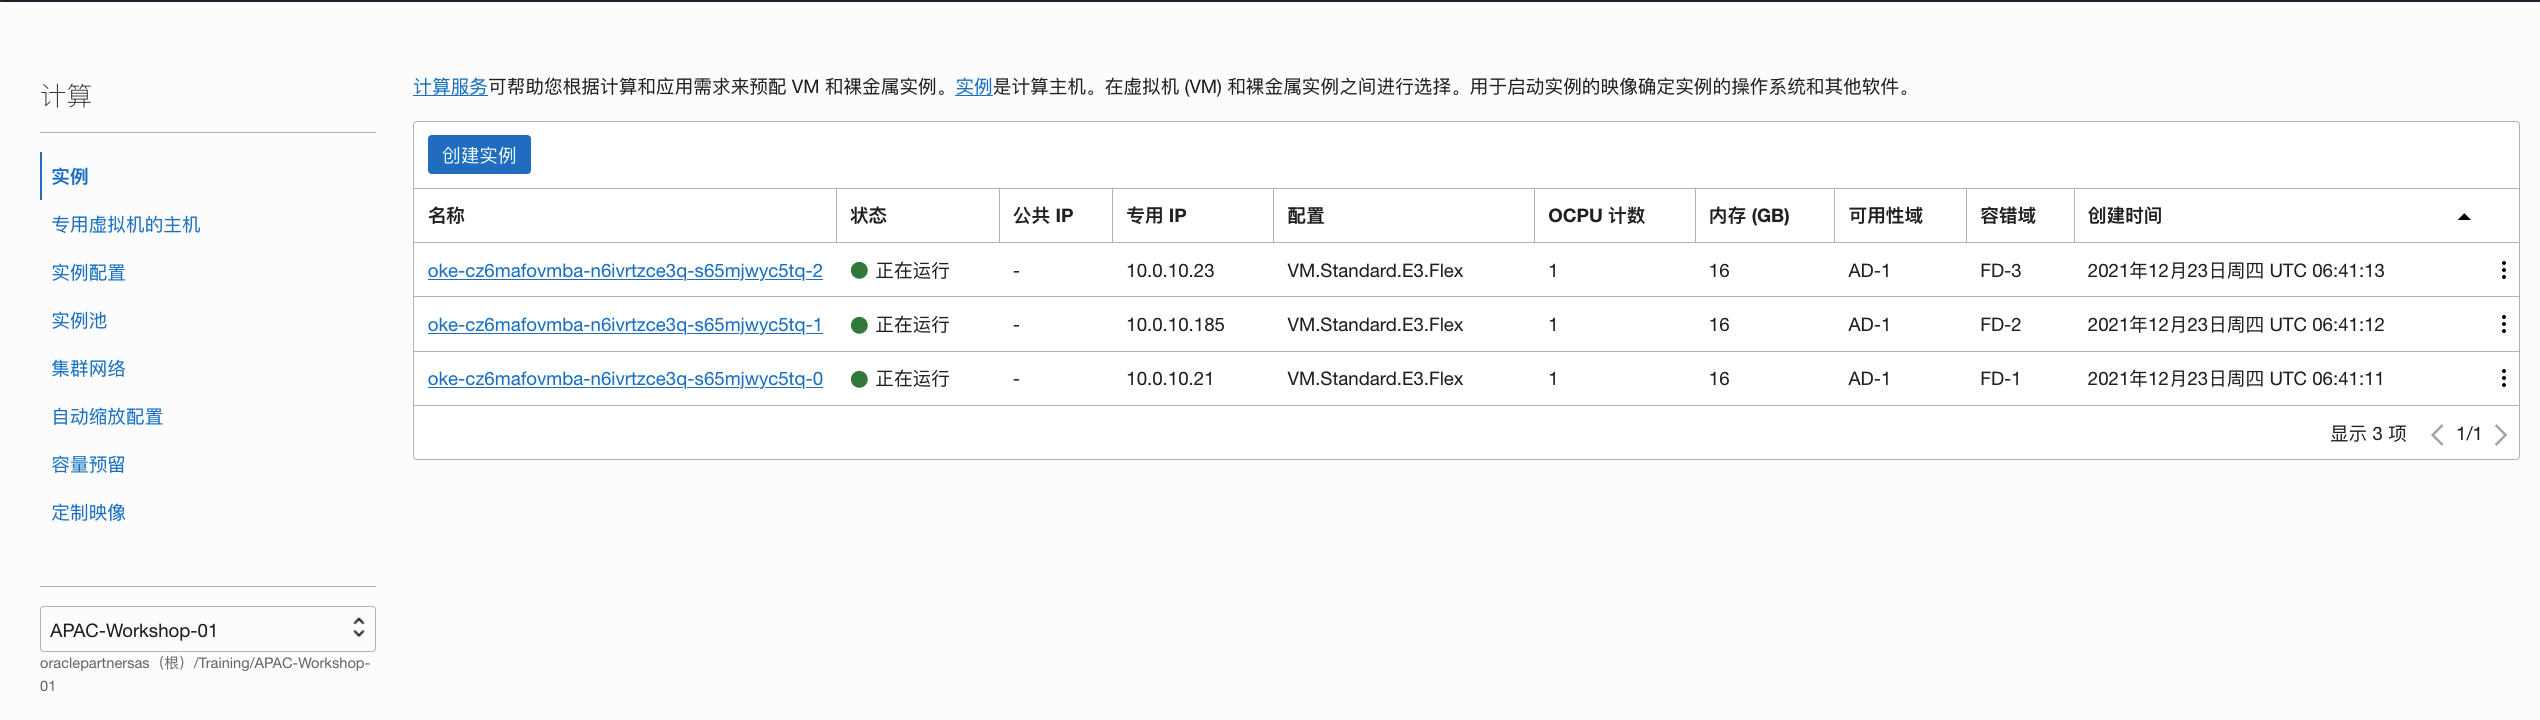 计算
实例
专用虚拟机的主机
实例配置
实例池
集群网络
自动缩放配置
容量预留
定制映像
APAC-Workshop-01
oraclepartnersas（根）/Training/APAC-Workshop-
01
计算服务可帮助您根据计算和应用需求来预配 VM 和裸金属实例。实例是计算主机。在虚拟机 (VM) 和裸金属实例之间进行选择。用于启动实例的映像确定实例的操作系统和其他软件。
创建实例
名称 状态 公共 IP 专用 IP 配置 OCPU 计数 内存 (GB) 可用性域 容错域 创建时间
oke-cz6mafovmba-n6ivrtzce3q-s65mjwyc5tq-2 正在运行 - 10.0.10.23 VM.Standard.E3.Flex 1 16 AD-1 FD-3 2021年12月23日周四 UTC 06:41:13
oke-cz6mafovmba-n6ivrtzce3q-s65mjwyc5tq-1 正在运行 - 10.0.10.185 VM.Standard.E3.Flex 1 16 AD-1 FD-2 2021年12月23日周四 UTC 06:41:12
oke-cz6mafovmba-n6ivrtzce3q-s65mjwyc5tq-0 正在运行 - 10.0.10.21 VM.Standard.E3.Flex 1 16 AD-1 FD-1 2021年12月23日周四 UTC 06:41:11
显示 3 项 1/1